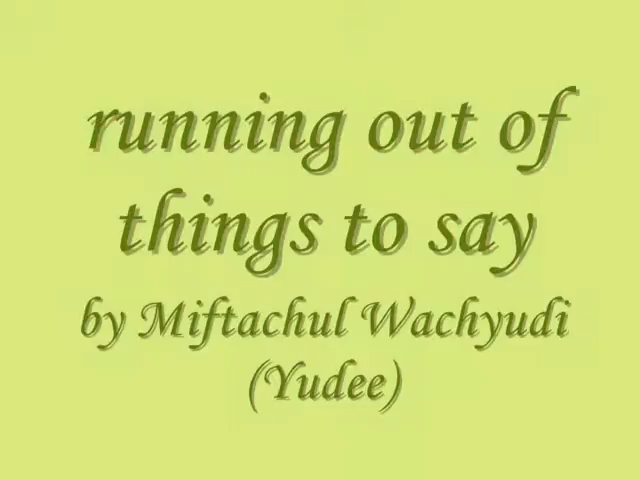 running out of
things to say
by Miftachul Wachyudi
(Yudee)